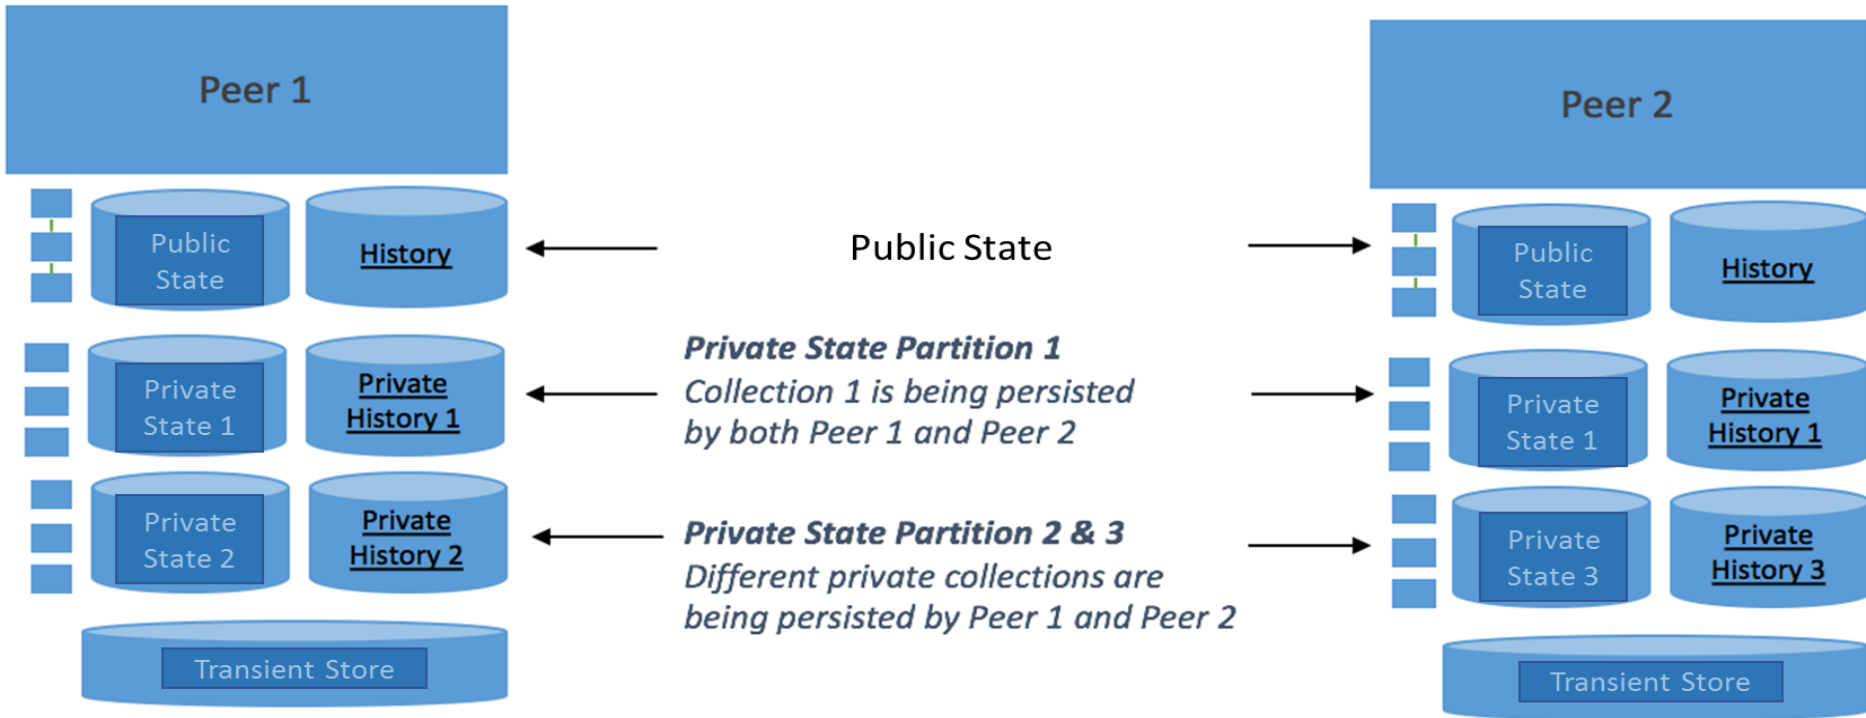 Peer 1
Public
State
History
Private
State 1
Private
History 1
Private
State 2
Private
History 2
Transient Store
Public State
Private State Partition 1
Collection 1 is being persisted
by both Peer 1 and Peer 2
Private State Partition 2 & 3
Different private collections are
being persisted by Peer 1 and Peer 2
Peer 2
Public
State
History
Private
State 1
Private
History 1
Private
State 3
Private
History 3
Transient Store